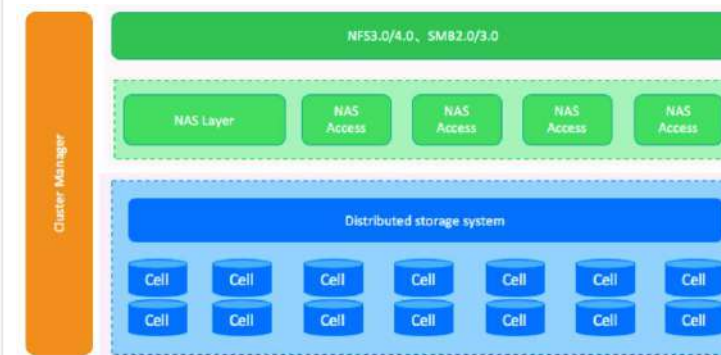 Cluster Manager
NFS3.0/4.0、SMB2.0/3.0
NAS Layer
NAS
Access
NAS
Access
NAS
Access
NAS
Access
Distributed storage system
Cell Cell Cell Cell Cell Cell Cell
Cell Cell Cell Cell Cell Cell Cell